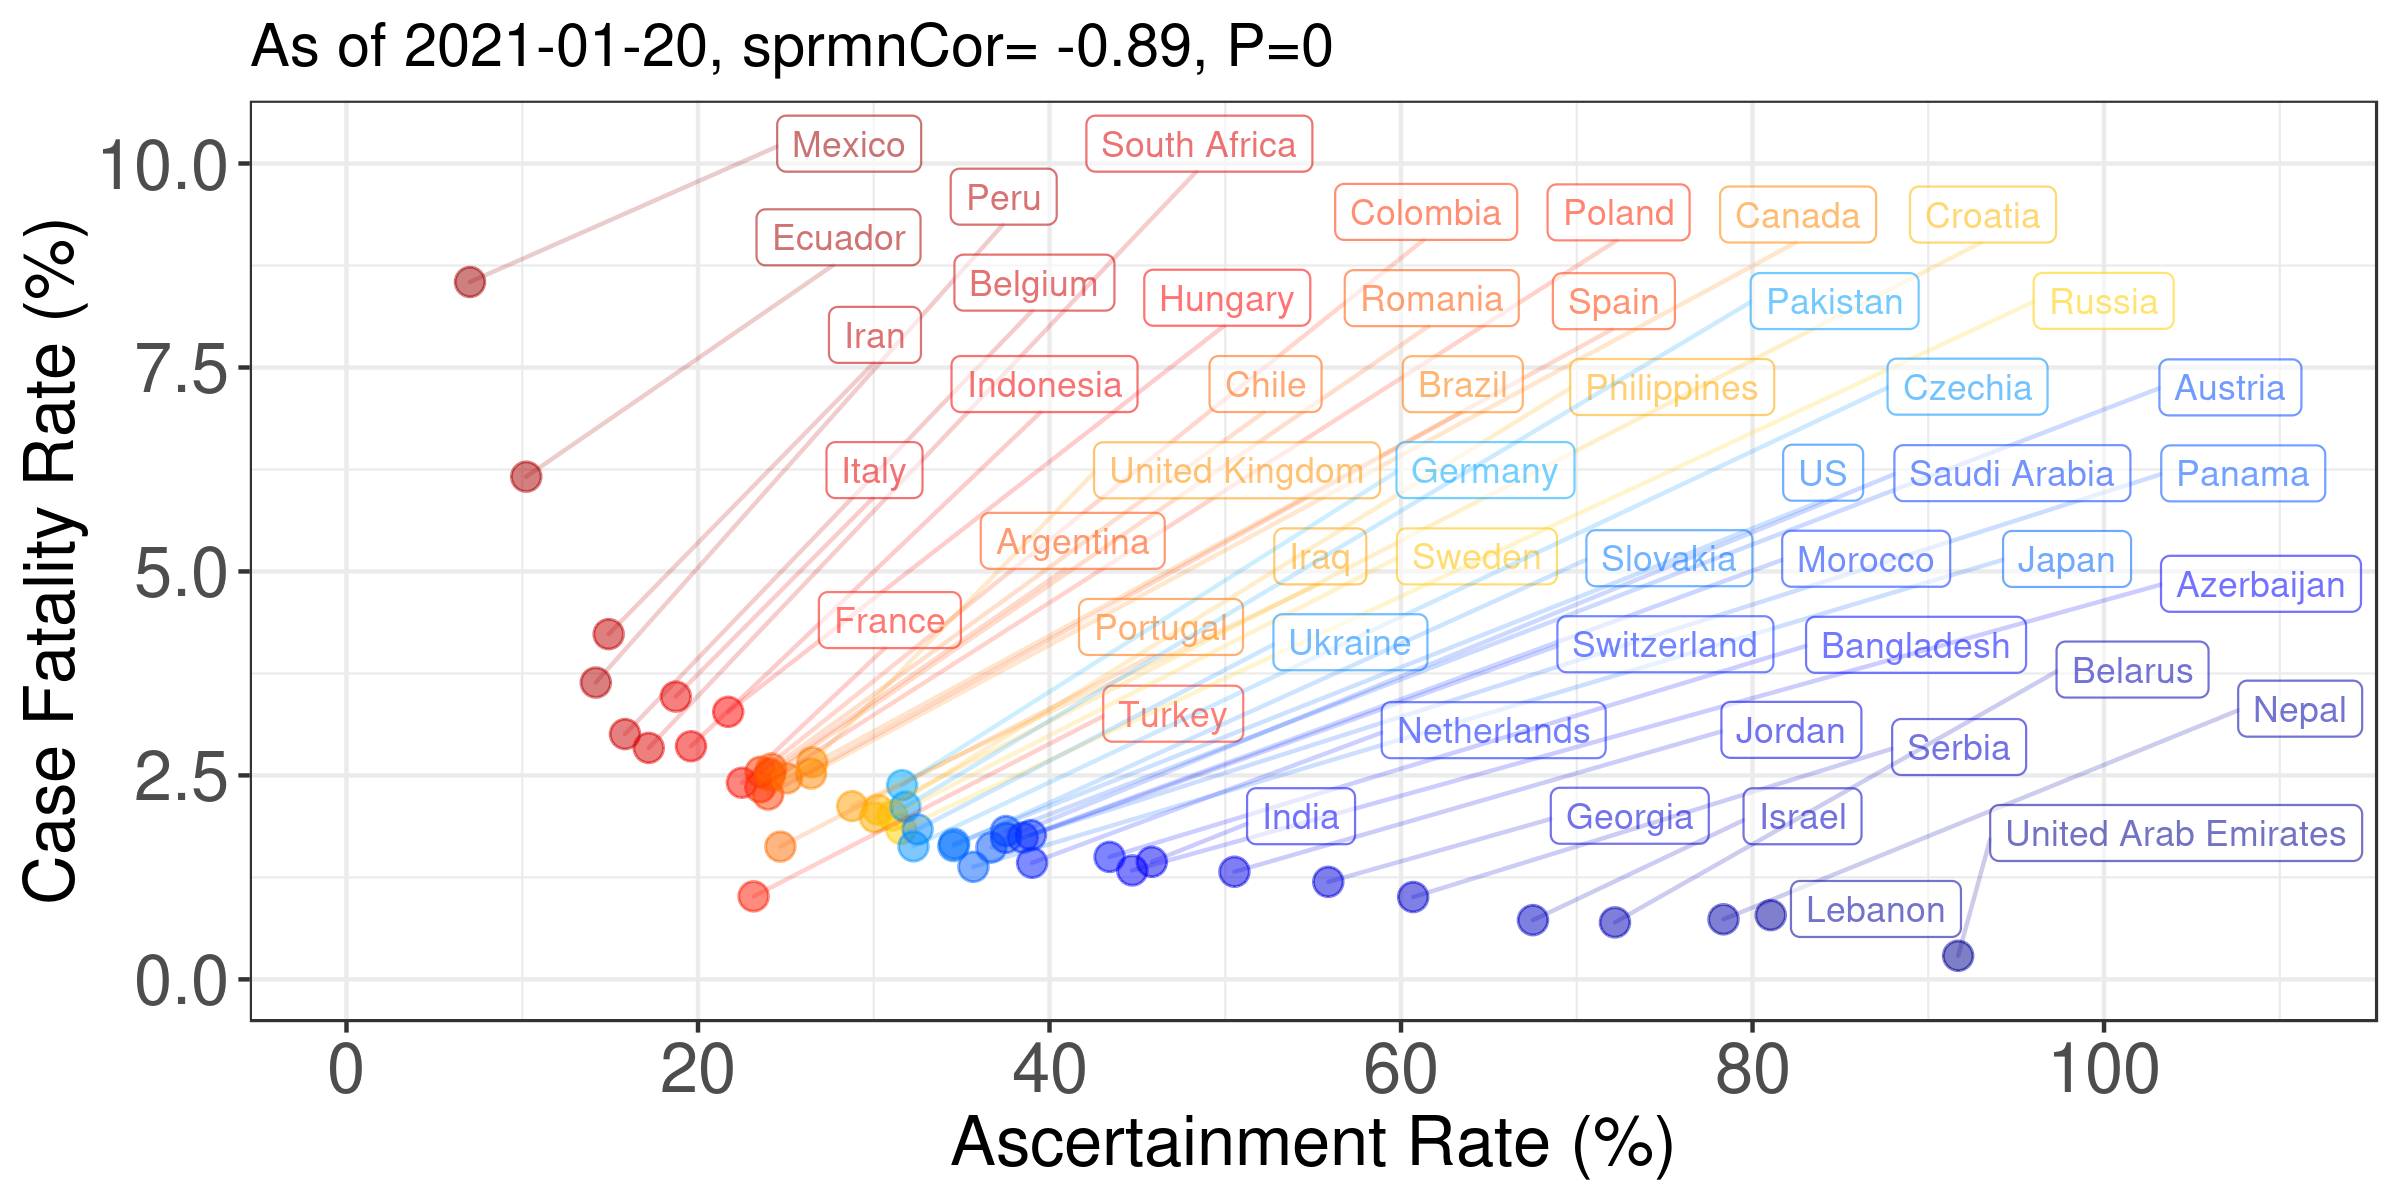 As of 2021-01-20, sprmnCor= -0.89, P=0
Case Fatality Rate (%)
10.0
7.5
5.0
2.5
0.0
Mexico
South Africa
Peru
Ecuador
Colombia
Poland
Canada
Croatia
Belgium
Hungary
Romania
Spain
Pakistan
Russia
Iran
Indonesia
Chile
Brazil
Philippines
Czechia
Austria
Italy
United Kingdom
Germany
US
Saudi Arabia
Panama
Argentina
Iraq
Sweden
Slovakia
Morocco
Japan
Azerbaijan
France
Portugal
Ukraine
Switzerland
Bangladesh
Belarus
Nepal
Turkey
Netherlands
Jordan
Serbia
India
Georgia
Israel
United Arab Emirates
Lebanon
0
20
40
60
80
100
Ascertainment Rate (%)